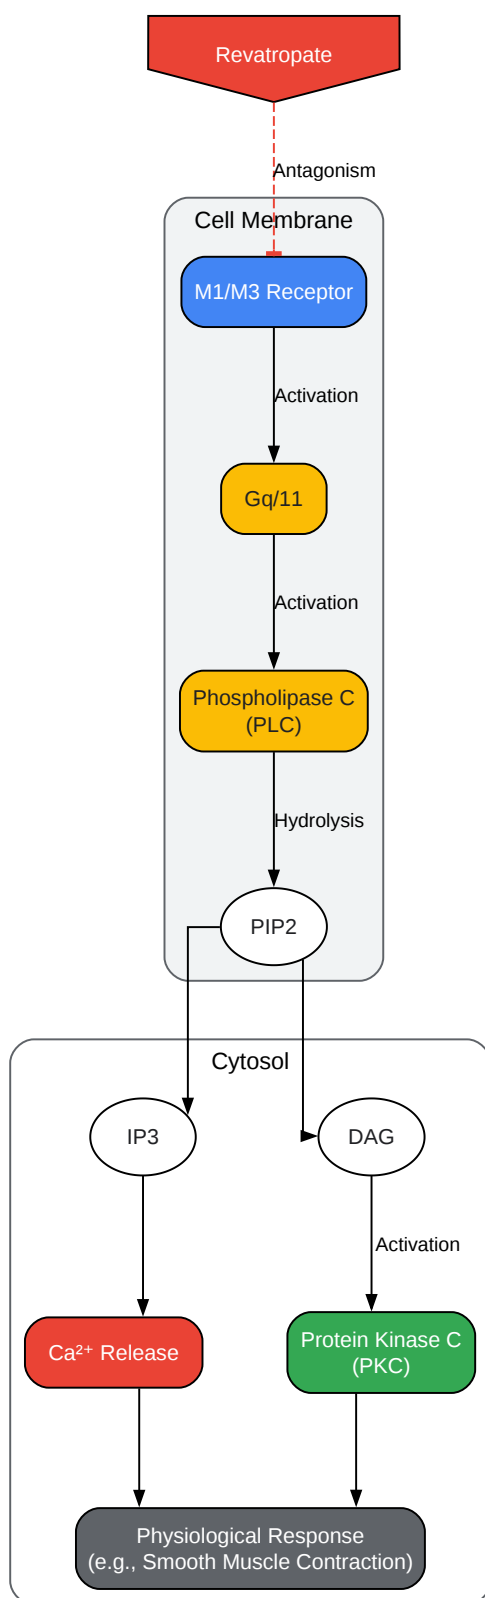 Revatropate
Antagonism
Cell Membrane
M1/M3 Receptor
Activation
Gq/11
Activation
Phospholipase C
(PLC)
Hydrolysis
PIP2
Cytosol
IP3
DAG
Activation
Ca²⁺ Release
Protein Kinase C
(PKC)
Physiological Response
(e.g., Smooth Muscle Contraction)